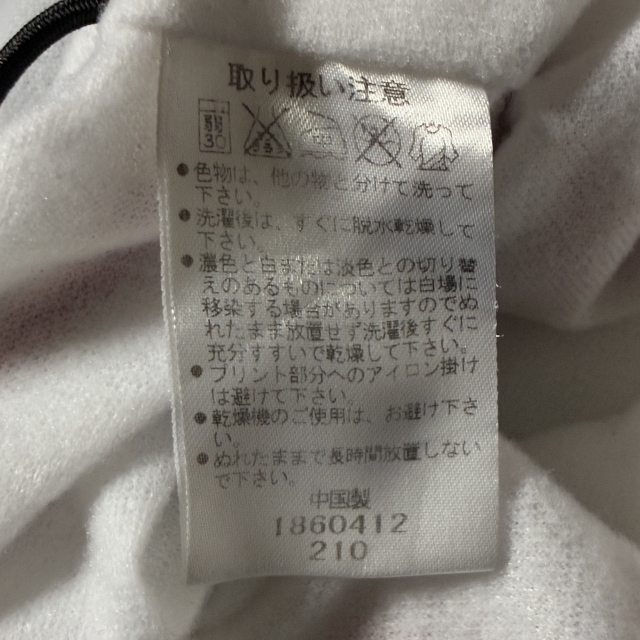 取り扱い注意
30
●色物は、他の物と分けて洗って
下さい。
●洗濯後は、すぐに脱水乾燥して
下さい。
●濃色と白または淡色との切り替
えのあるものについては白場に
移染する場合がありますのでぬ
れたまま放置せず洗濯後すぐに
充分すすいで乾燥して下さい。
●プリント部分へのアイロン掛け
は避けて下さい。
●乾燥機のご使用は、お避け下さ
い。
●ぬれたままで長時間放置しない
で下さい。
中国製
1860412
210